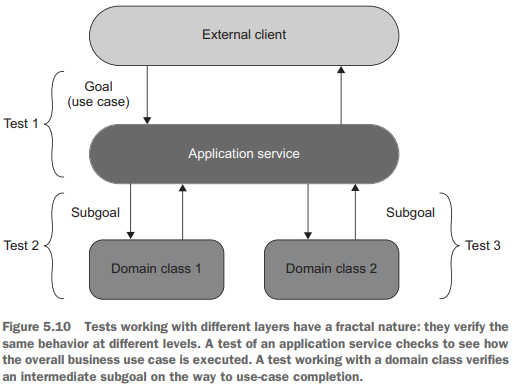 External client
Goal
(use case)
Test 1
Application service
Subgoal
Subgoal
Test 2
Test 3
Domain class 1
Domain class 2
Figure 5.10 Tests working with different layers have a fractal nature: they verify the
same behavior at different levels. A test of an application service checks to see how
the overall business use case is executed. A test working with a domain class verifies
an intermediate subgoal on the way to use-case completion.